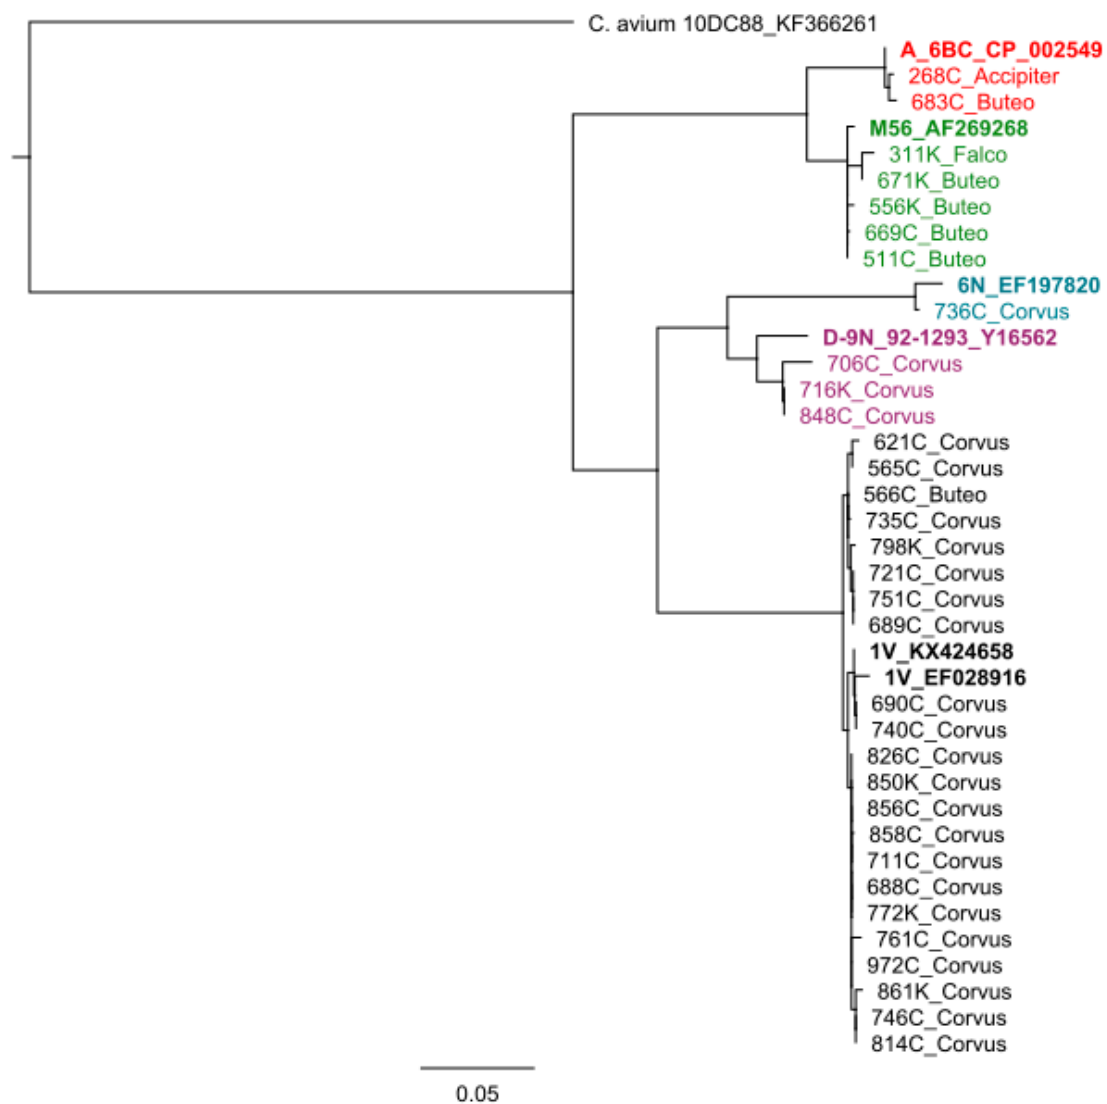 C. avium 10DC88_KF366261
A_6BC_CP_002549
268C_Accipiter
683C_Buteo
M56_AF269268
311K_Falco
671K_Buteo
556K_Buteo
669C_Buteo
511C_Buteo
6N_EF197820
736C_Corvus
D-9N_92-1293_Y16562
706C_Corvus
716K_Corvus
848C_Corvus
621C_Corvus
565C_Corvus
566C_Buteo
735C_Corvus
798K_Corvus
721C_Corvus
751C_Corvus
689C_Corvus
1V_KX424658
1V_EF028916
690C_Corvus
740C_Corvus
826C_Corvus
850K_Corvus
856C_Corvus
858C_Corvus
711C_Corvus
688C_Corvus
772K_Corvus
761C_Corvus
972C_Corvus
861K_Corvus
746C_Corvus
814C_Corvus
0.05